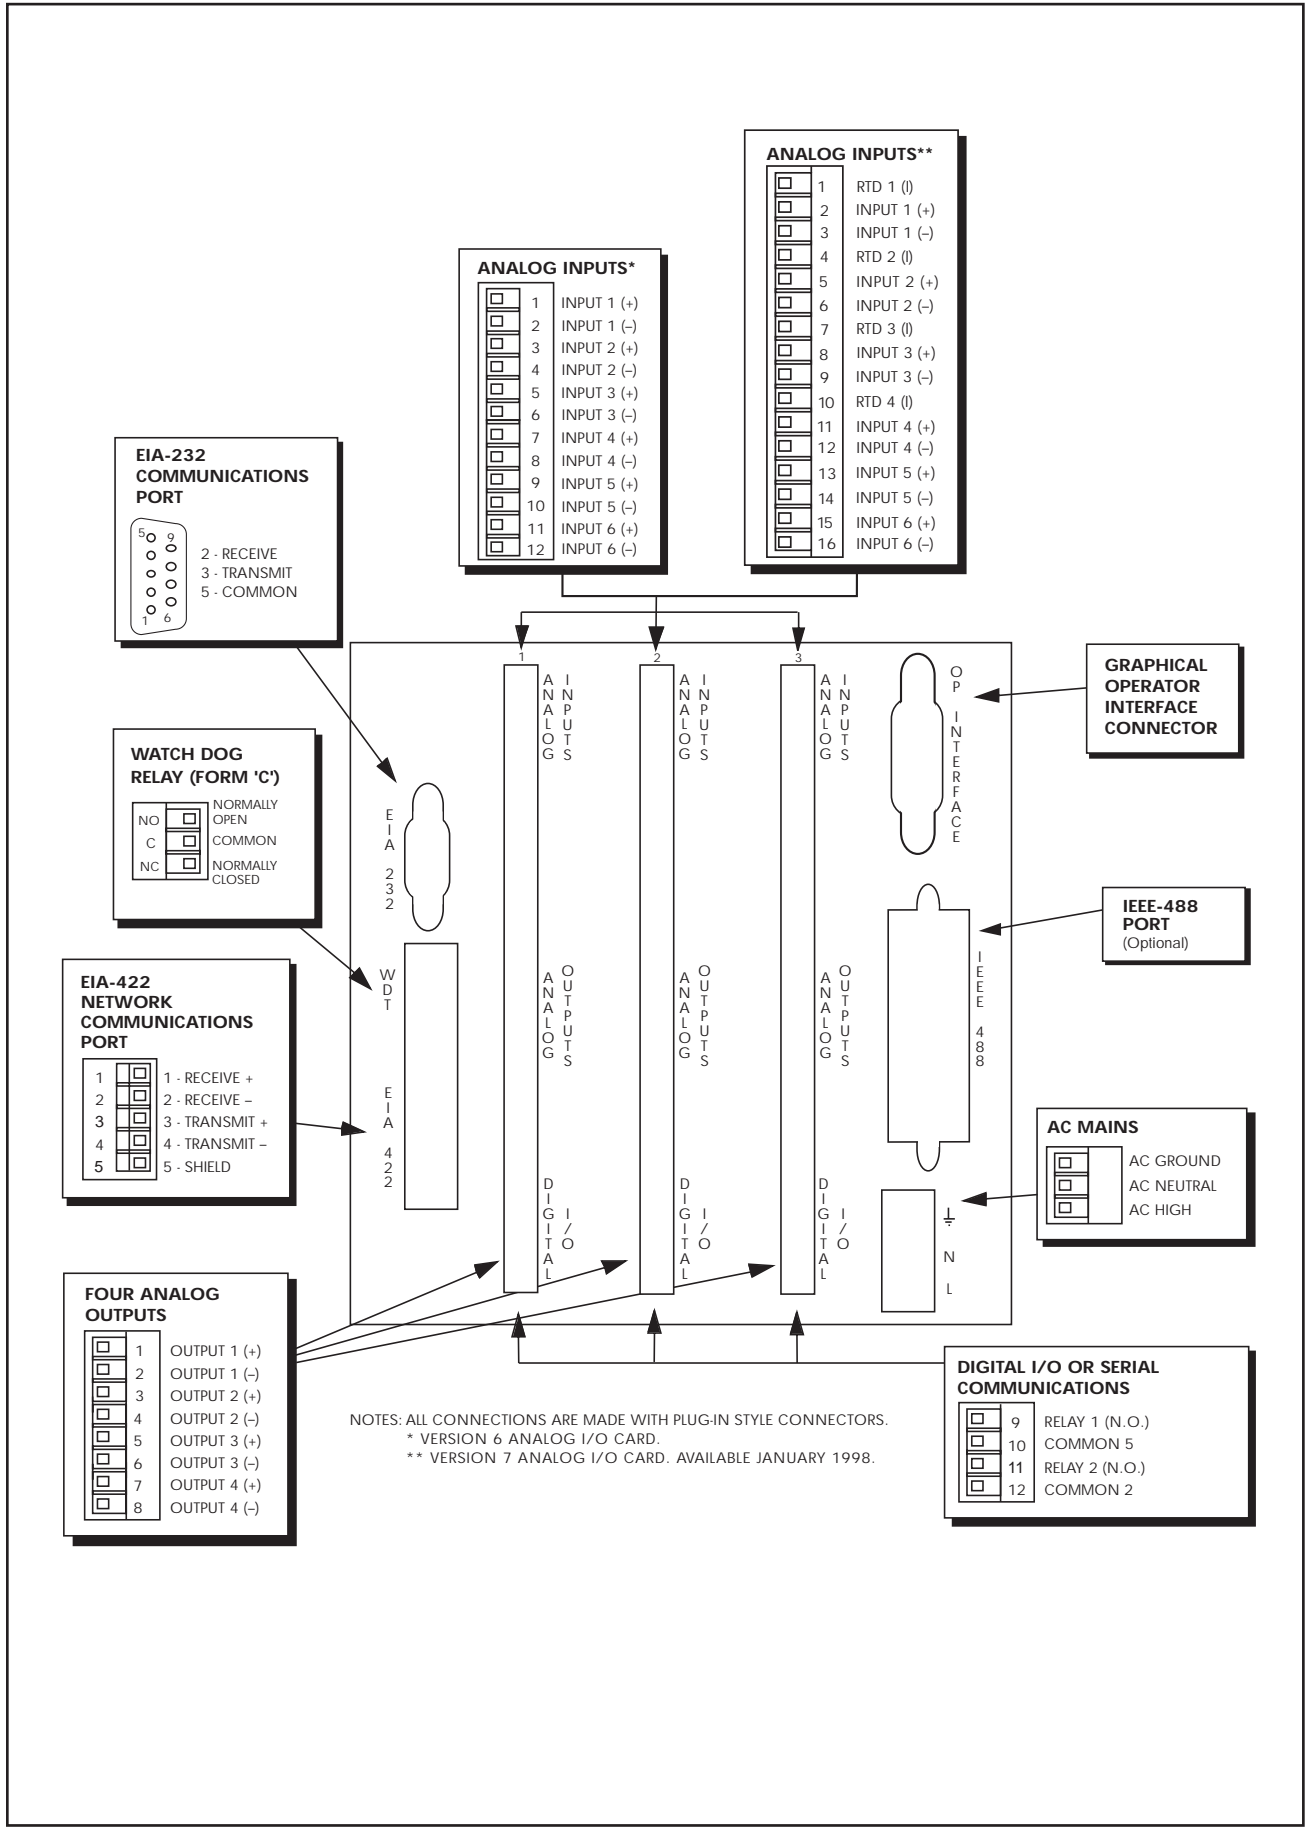 ANALOG INPUTS**
1 RTD 1 (I)
2 INPUT 1 (+)
3 INPUT 1 (–)
4 RTD 2 (I)
5 INPUT 2 (+)
6 INPUT 2 (–)
7 RTD 3 (I)
8 INPUT 3 (+)
9 INPUT 3 (–)
10 RTD 4 (I)
11 INPUT 4 (+)
12 INPUT 4 (–)
13 INPUT 5 (+)
14 INPUT 5 (–)
15 INPUT 6 (+)
16 INPUT 6 (–)
ANALOG INPUTS*
1 INPUT 1 (+)
2 INPUT 1 (–)
3 INPUT 2 (+)
4 INPUT 2 (–)
5 INPUT 3 (+)
6 INPUT 3 (–)
7 INPUT 4 (+)
8 INPUT 4 (–)
9 INPUT 5 (+)
10 INPUT 5 (–)
11 INPUT 6 (+)
12 INPUT 6 (–)
EIA-232
COMMUNICATIONS
PORT
5 9
1 6
2 - RECEIVE
3 - TRANSMIT
5 - COMMON
WATCH DOG
RELAY (FORM 'C')
NO NORMALLY
OPEN
C COMMON
NC NORMALLY
CLOSED
EIA-422
NETWORK
COMMUNICATIONS
PORT
1 1 - RECEIVE +
2 2 - RECEIVE –
3 3 - TRANSMIT +
4 4 - TRANSMIT –
5 5 - SHIELD
FOUR ANALOG
OUTPUTS
1 OUTPUT 1 (+)
2 OUTPUT 1 (–)
3 OUTPUT 2 (+)
4 OUTPUT 2 (–)
5 OUTPUT 3 (+)
6 OUTPUT 3 (–)
7 OUTPUT 4 (+)
8 OUTPUT 4 (–)
EIA 232
WDT
EIA 422
1
ANALOG INPUTS
ANALOG OUTPUTS
DIGITAL I/O
2
ANALOG INPUTS
ANALOG OUTPUTS
DIGITAL I/O
3
ANALOG INPUTS
ANALOG OUTPUTS
DIGITAL I/O
OP INTERFACE
IEEE 488
N
L
GRAPHICAL
OPERATOR
INTERFACE
CONNECTOR
IEEE-488
PORT
(Optional)
AC MAINS
AC GROUND
AC NEUTRAL
AC HIGH
DIGITAL I/O OR SERIAL
COMMUNICATIONS
9 RELAY 1 (N.O.)
10 COMMON 5
11 RELAY 2 (N.O.)
12 COMMON 2
NOTES: ALL CONNECTIONS ARE MADE WITH PLUG-IN STYLE CONNECTORS.
* VERSION 6 ANALOG I/O CARD.
** VERSION 7 ANALOG I/O CARD. AVAILABLE JANUARY 1998.